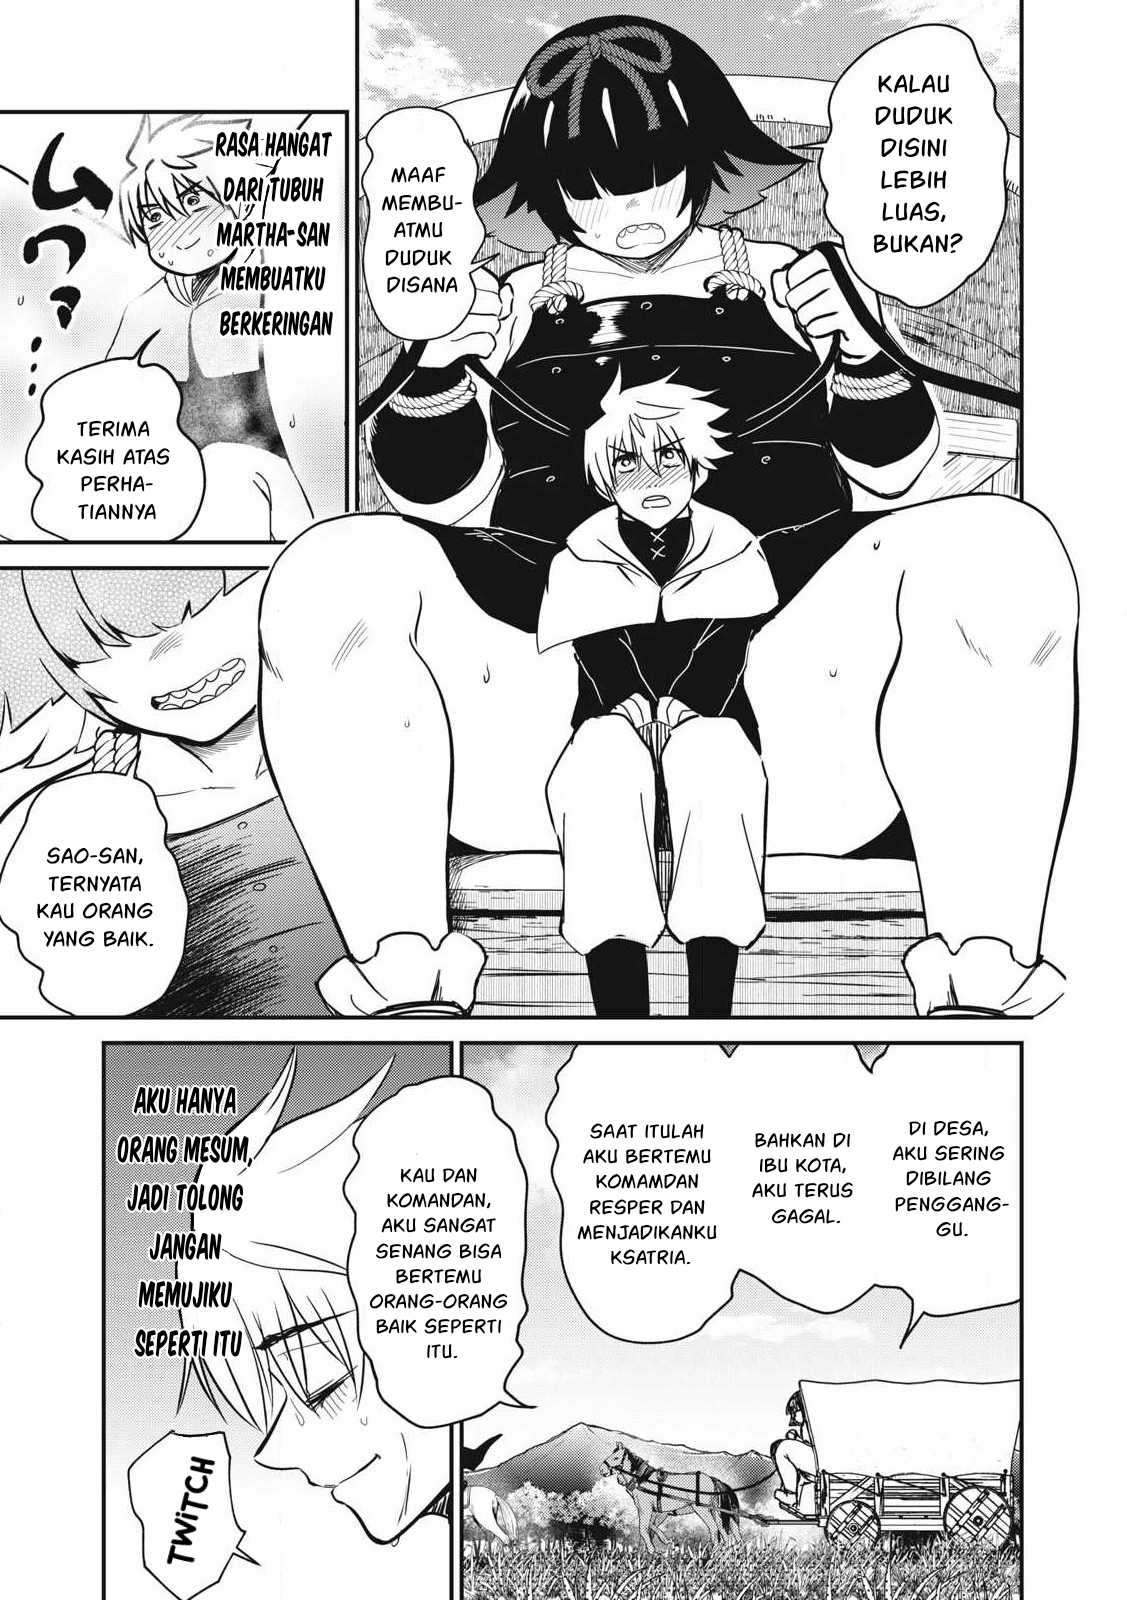 KALAU
DUDUK
DISINI
LEBIH
LUAS,
BUKAN?
MAAF
MEMBU-
ATMU
DUDUK
DISANA
RASA HANGAT
DARI TUBUH
MARTHA-SAN
MEMBUATKU
BERKERINGAN
ムわっ……
TERIMA
KASIH ATAS
PERHA-
TIANNYA
SAO-SAN,
TERNYATA
KAU ORANG
YANG BAIK.
DI DESA,
AKU SERING
DIBILANG
PENGGANG-
GU.
BAHKAN DI
IBU KOTA,
AKU TERUS
GAGAL.
SAAT ITULAH
AKU BERTEMU
KOMAMDAN
RESPER DAN
MENJADIKANKU
KSATRIA.
KAU DAN
KOMANDAN,
AKU SANGAT
SENANG BISA
BERTEMU
ORANG-ORANG
BAIK SEPERTI
ITU.
AKU HANYA
ORANG MESUM,
JADI TOLONG
JANGAN
MEMUJIKU
SEPERTI ITU
TWITCH